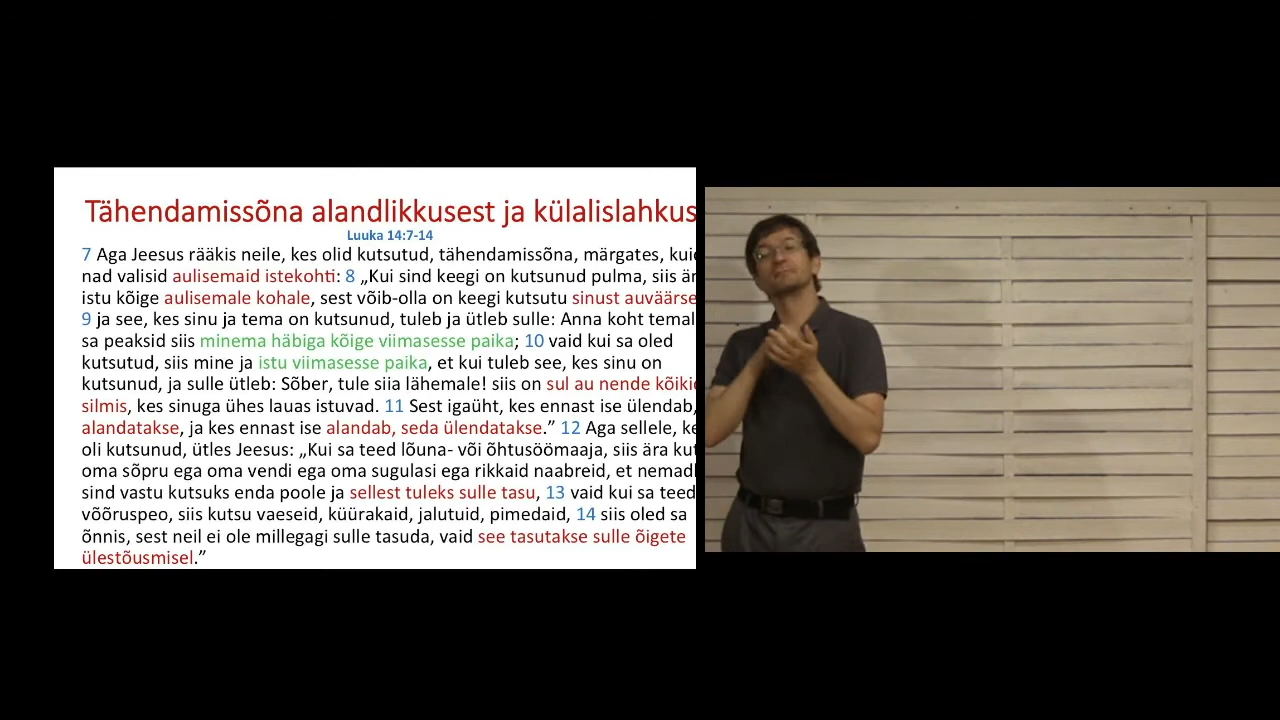 Tähendamissõna alandlikkusest ja külalislahkus
Luuka 14:7-14
7 Aga Jeesus rääkis neile, kes olid kutsutud, tähendamissõna, märgates,
nad valisid aulisemaid istekohti: 8 „Kui sind keegi on kutsunud pulma, siis är
istu kõige aulisemale kohale, sest võib-olla on keegi kutsutu sinust auväärse
9 ja see, kes sinu ja tema on kutsunud, tuleb ja ütleb sulle: Anna koht temal
sa peaksid siis minema häbiga kõige viimasesse paika; 10 vaid kui sa oled
kutsutud, siis mine ja istu viimasesse paika, et kui tuleb see, kes sinu on
kutsunud, ja sulle ütleb: Sõber, tule siia lähemale! siis on sul au nende kõiki
silmis, kes sinuga ühes lauas istuvad. 11 Sest igaüht, kes ennast ise ülendab,
alandatakse, ja kes ennast ise alandab, seda ülendatakse.” 12 Aga sellele, ke
oli kutsunud, ütles Jeesus: „Kui sa teed lõuna- või õhtusöömaaja, siis ära kut
oma sõpru ega oma vendi ega oma sugulasi ega rikkaid naabreid, et
sind vastu kutsuks enda poole ja sellest tuleks sulle tasu, 13 vaid kui sa teed
võõruspeo, siis kutsu vaeseid, küürakaid, jalutuid, pimedaid, 14 siis oled sa
õnnis, sest neil ei ole millegagi sulle tasuda, vaid see tasutakse sulle õigete
ülestõusmisel.”